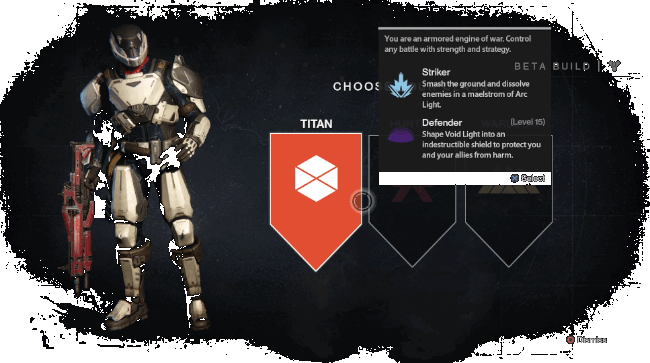 You are an armored engine of war. Control
any battle with strength and strategy.
BETA BUILD |
CHOOS
Striker
Smash the ground and dissolve
enemies in a maelstrom of Arc
Light.
TITAN
Defender (Level 15)
Shape Void Light into an
indestructible shield to protect you
and your allies from harm.
Select
Dismiss